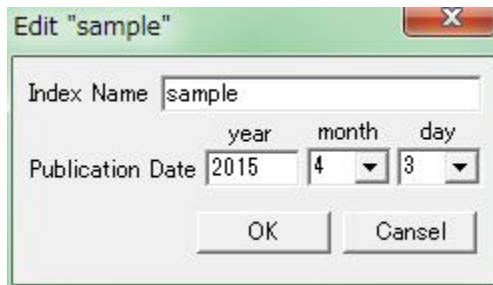 Edit "sample"
Index Name sample
year month day
Publication Date 2015 4 3
OK Cansel